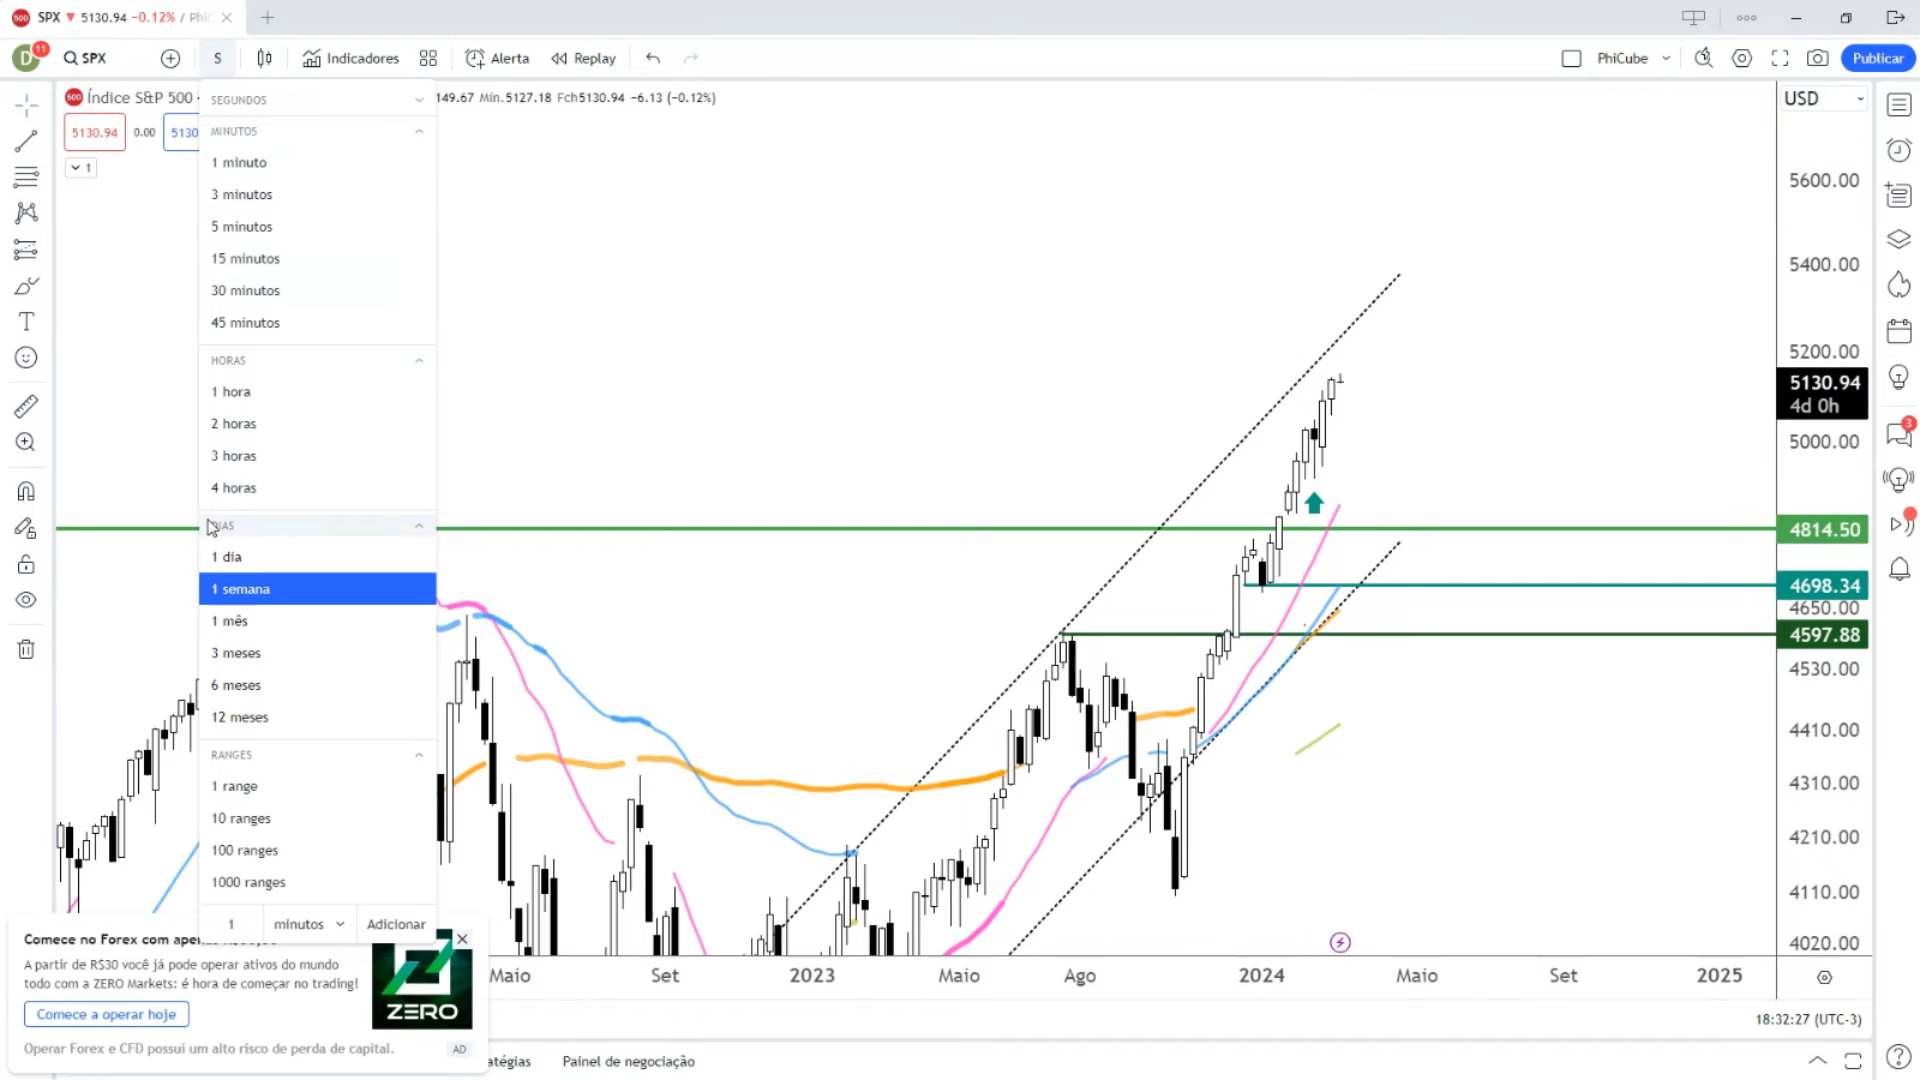 500 SPX ▼ 5130.94 −0.12% / Phi
D 11 SPX S Indicadores Alerta Replay PhiCube Publicar
500 Índice S&P 500 · 149.67 Mín.5127.18 Fch5130.94 −6.13 (−0.12%)
USD
5130.94 0.00 5130
1
SEGUNDOS
MINUTOS
1 minuto
3 minutos
5 minutos
15 minutos
30 minutos
45 minutos
HORAS
1 hora
2 horas
3 horas
4 horas
DIAS
1 dia
1 semana
1 mês
3 meses
6 meses
12 meses
RANGES
1 range
10 ranges
100 ranges
1000 ranges
1 minutos Adicionar
5600.00
5400.00
5200.00
5130.94
4d 0h
5000.00
4814.50
4698.34
4650.00
4597.88
4530.00
4410.00
4310.00
4210.00
4110.00
4020.00
3
Maio Set 2023 Maio Ago 2024 Maio Set 2025
18:32:27 (UTC-3)
Comece no Forex com
A partir de R$30 você já pode operar ativos do mundo
todo com a ZERO Markets: é hora de começar no trading!
Comece a operar hoje
ZERO
Operar Forex e CFD possui um alto risco de perda de capital. AD
atégias Painel de negociação